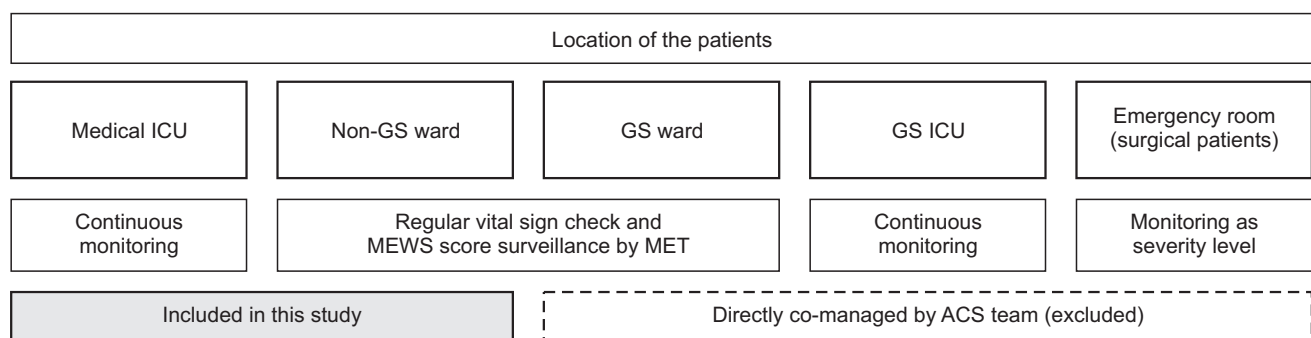 Location of the patients
Medical ICU
Non-GS ward
GS ward
GS ICU
Emergency room
(surgical patients)
Continuous
monitoring
Regular vital sign check and
MEWS score surveillance by MET
Continuous
monitoring
Monitoring as
severity level
Included in this study
Directly co-managed by ACS team (excluded)